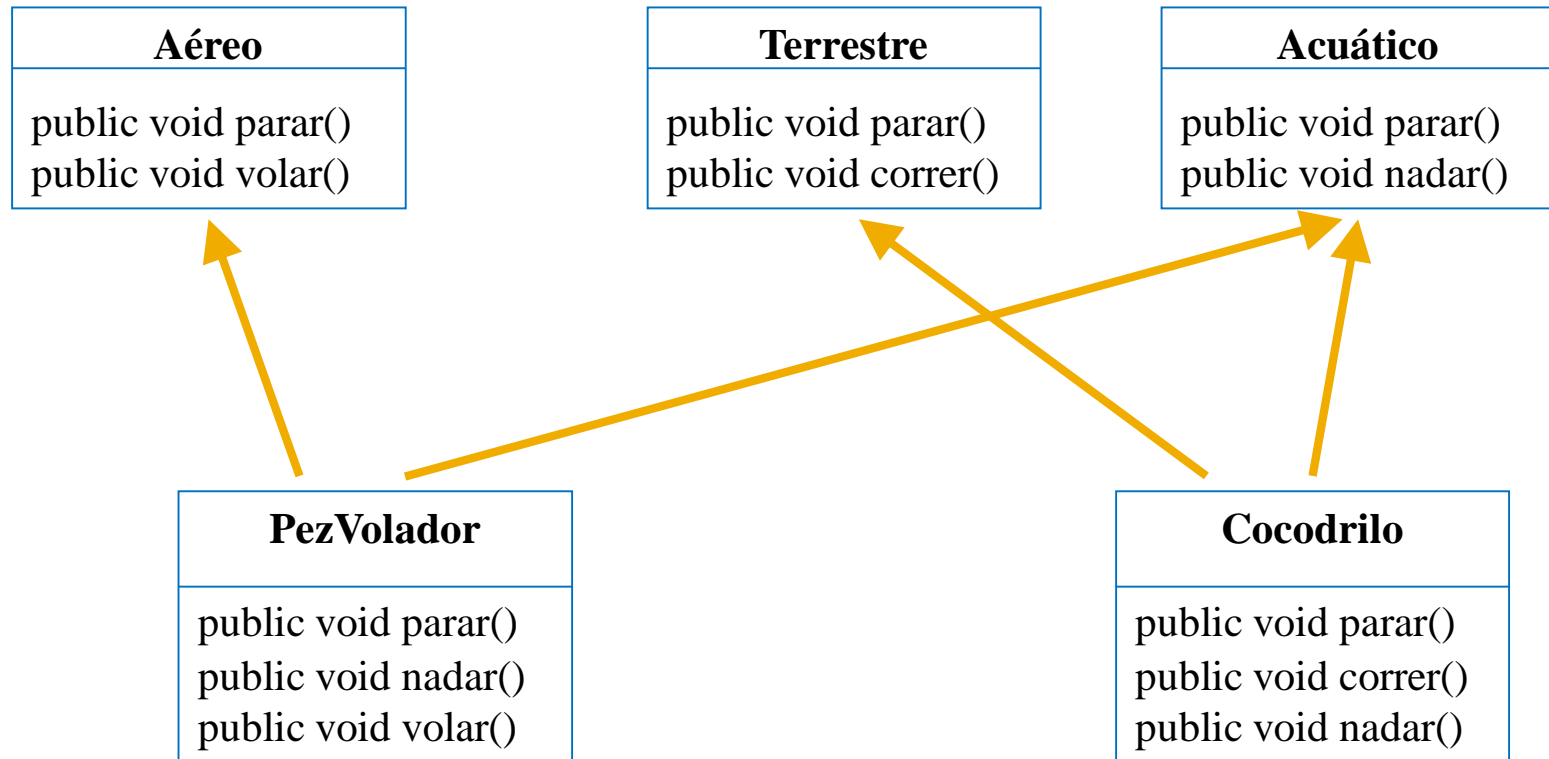 Aéreo
public void parar()
public void volar()
Terrestre
public void parar()
public void correr()
Acuático
public void parar()
public void nadar()
PezVolador
public void parar()
public void nadar()
public void volar()
Cocodrilo
public void parar()
public void correr()
public void nadar()